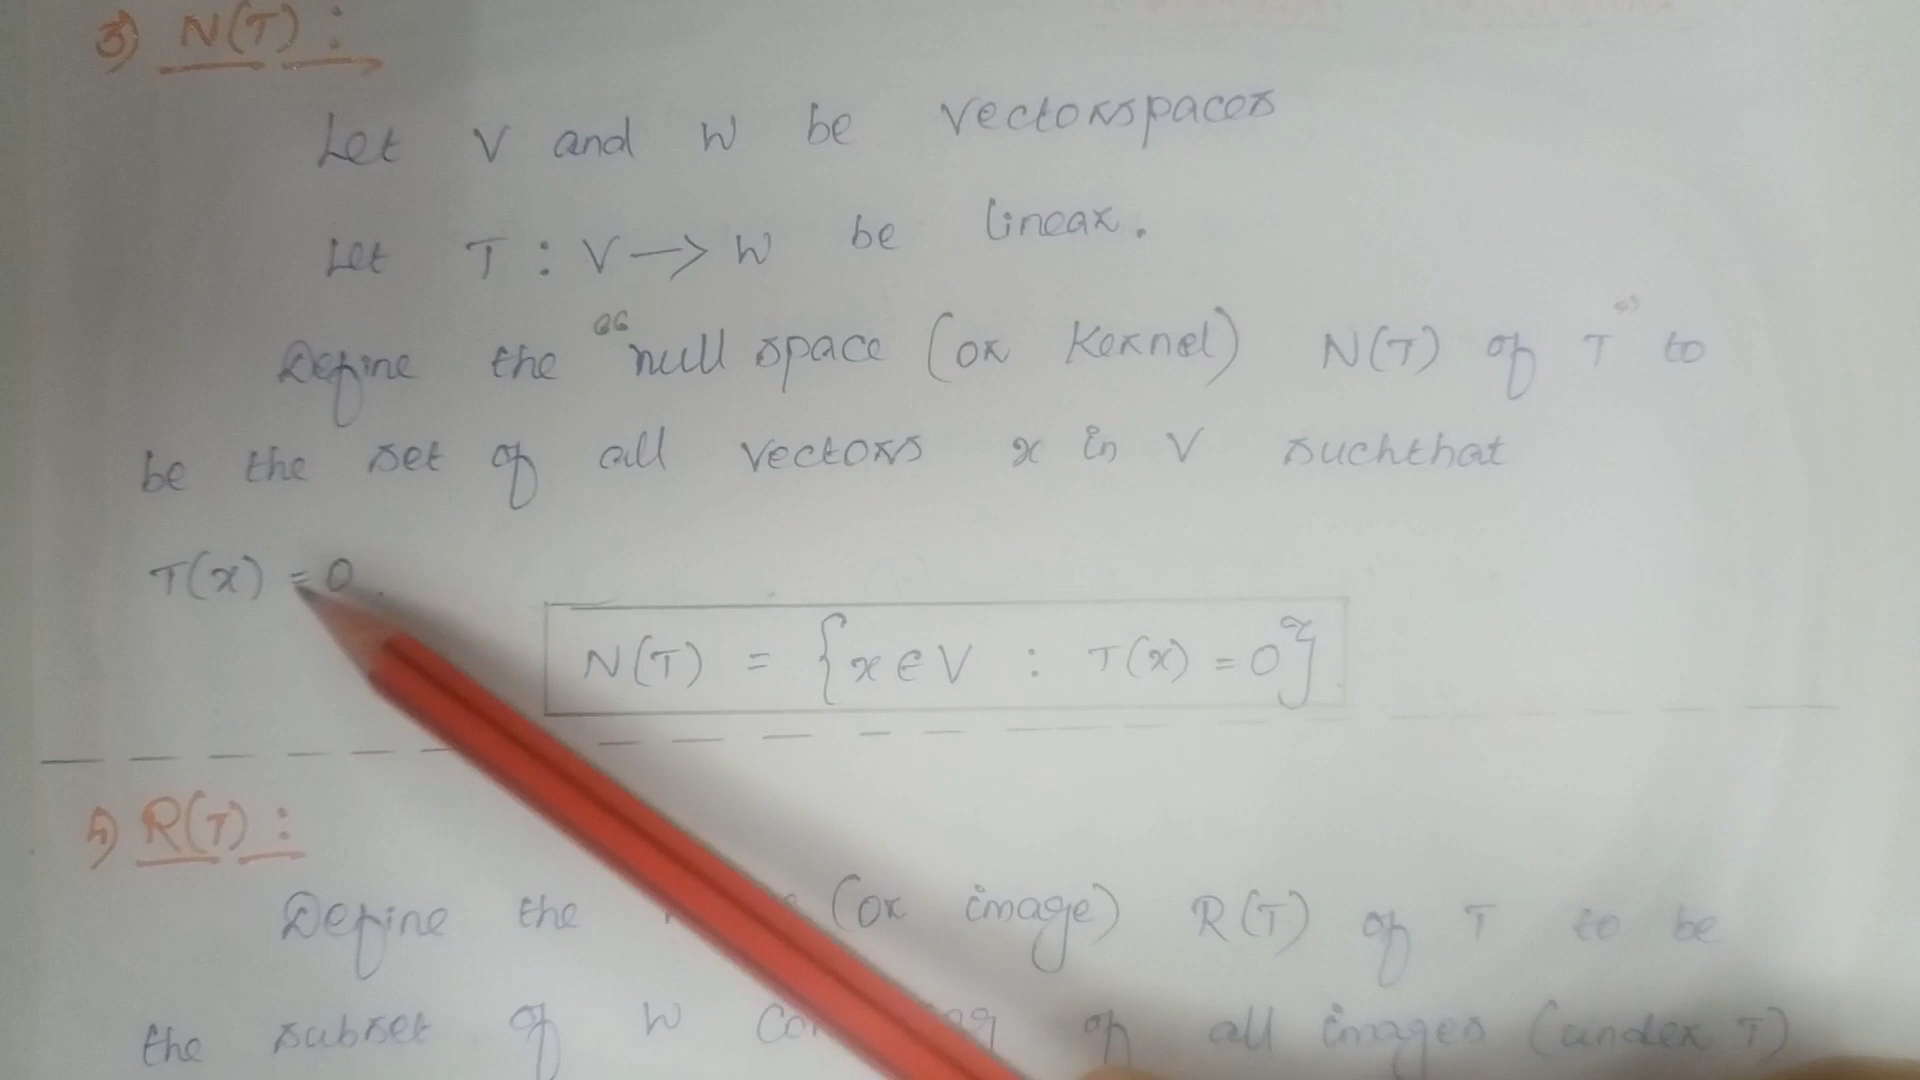 3) N(T) :
Let V and W be vectorspaces
Let T : V → W be linear.
Define the null space (or kernel) N(T) of T to
be the set of all vectors x in V suchthat
T(x) = 0.
N(T) = {x ∈ V : T(x) = 0}
R(T) :
Define the (or image) R(T) of T to be
the subset of W of all images (under T)